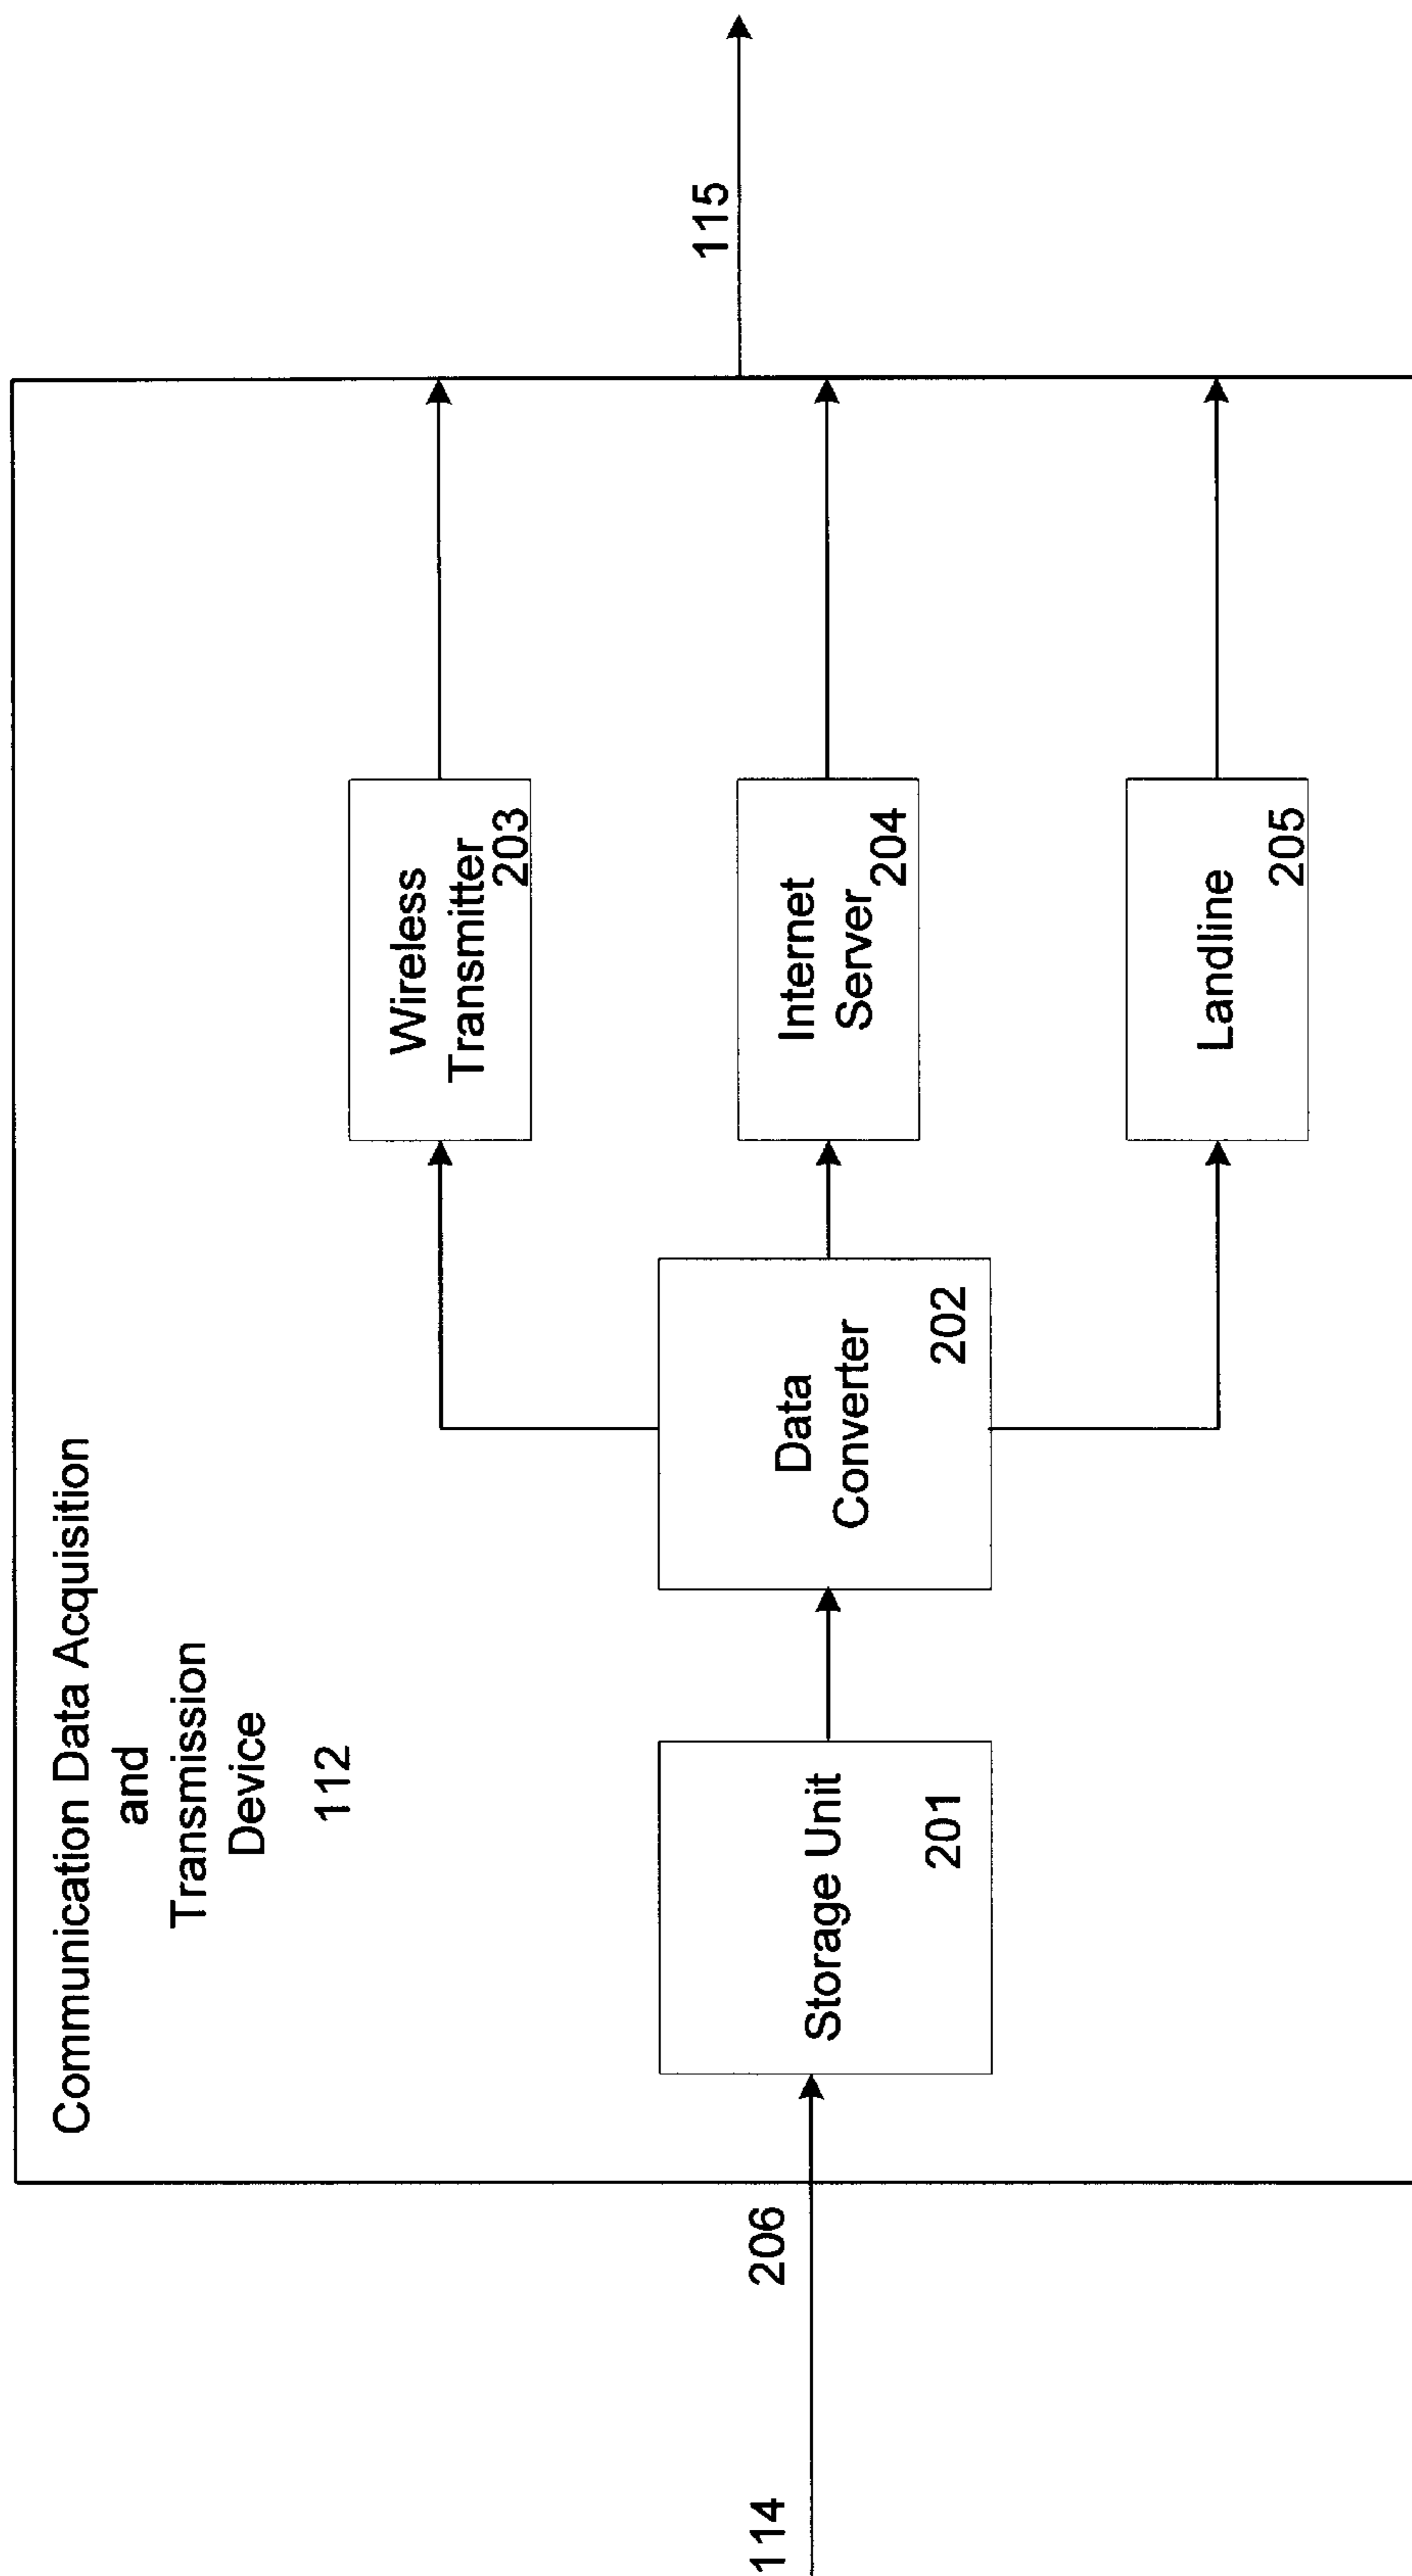 Communication Data Acquisition
and
Transmission
Device
112
114
206
Storage Unit
201
Data
Converter
202
Wireless
Transmitter
203
Internet
Server
204
Landline
205
115